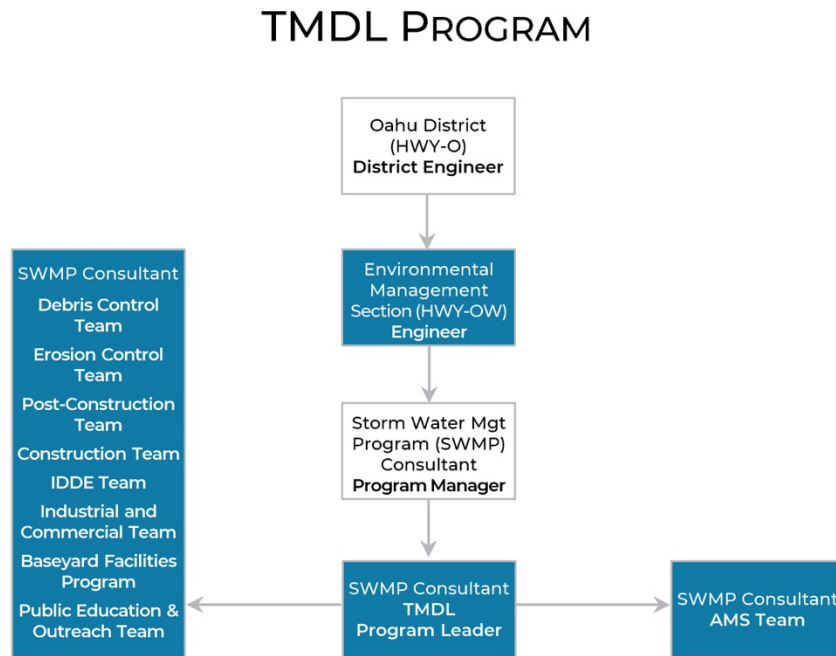 TMDL PROGRAM
Oahu District
(HWY-O)
District Engineer
Environmental
Management
Section (HWY-OW)
Engineer
Storm Water Mgt
Program (SWMP)
Consultant
Program Manager
SWMP Consultant
Debris Control
Team
Erosion Control
Team
Post-Construction
Team
Construction Team
IDDE Team
Industrial and
Commercial Team
Baseyard Facilities
Program
Public Education &
Outreach Team
SWMP Consultant
TMDL
Program Leader
SWMP Consultant
AMS Team